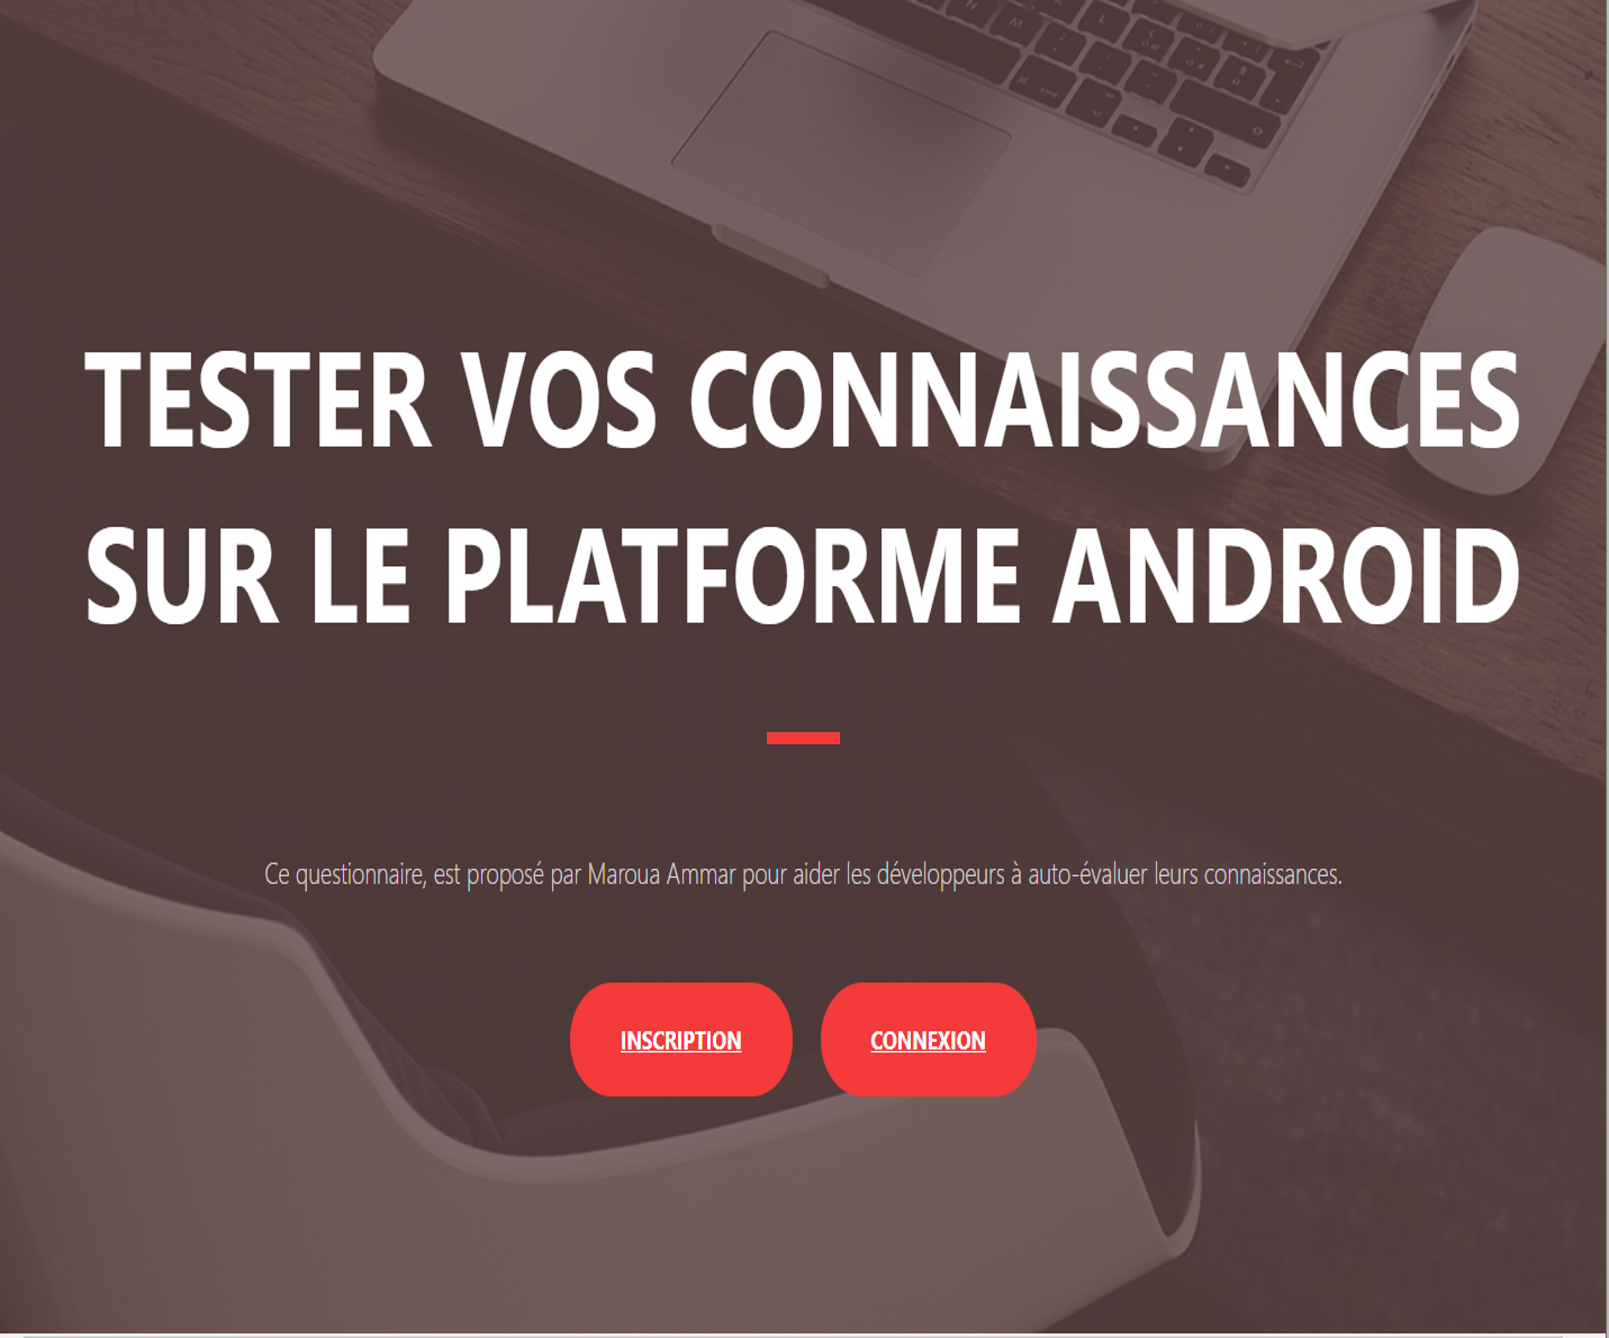 TESTER VOS CONNAISSANCES
SUR LE PLATFORME ANDROID
Ce questionnaire, est proposé par Maroua Ammar pour aider les développeurs à auto-évaluer leurs connaissances.
INSCRIPTION
CONNEXION